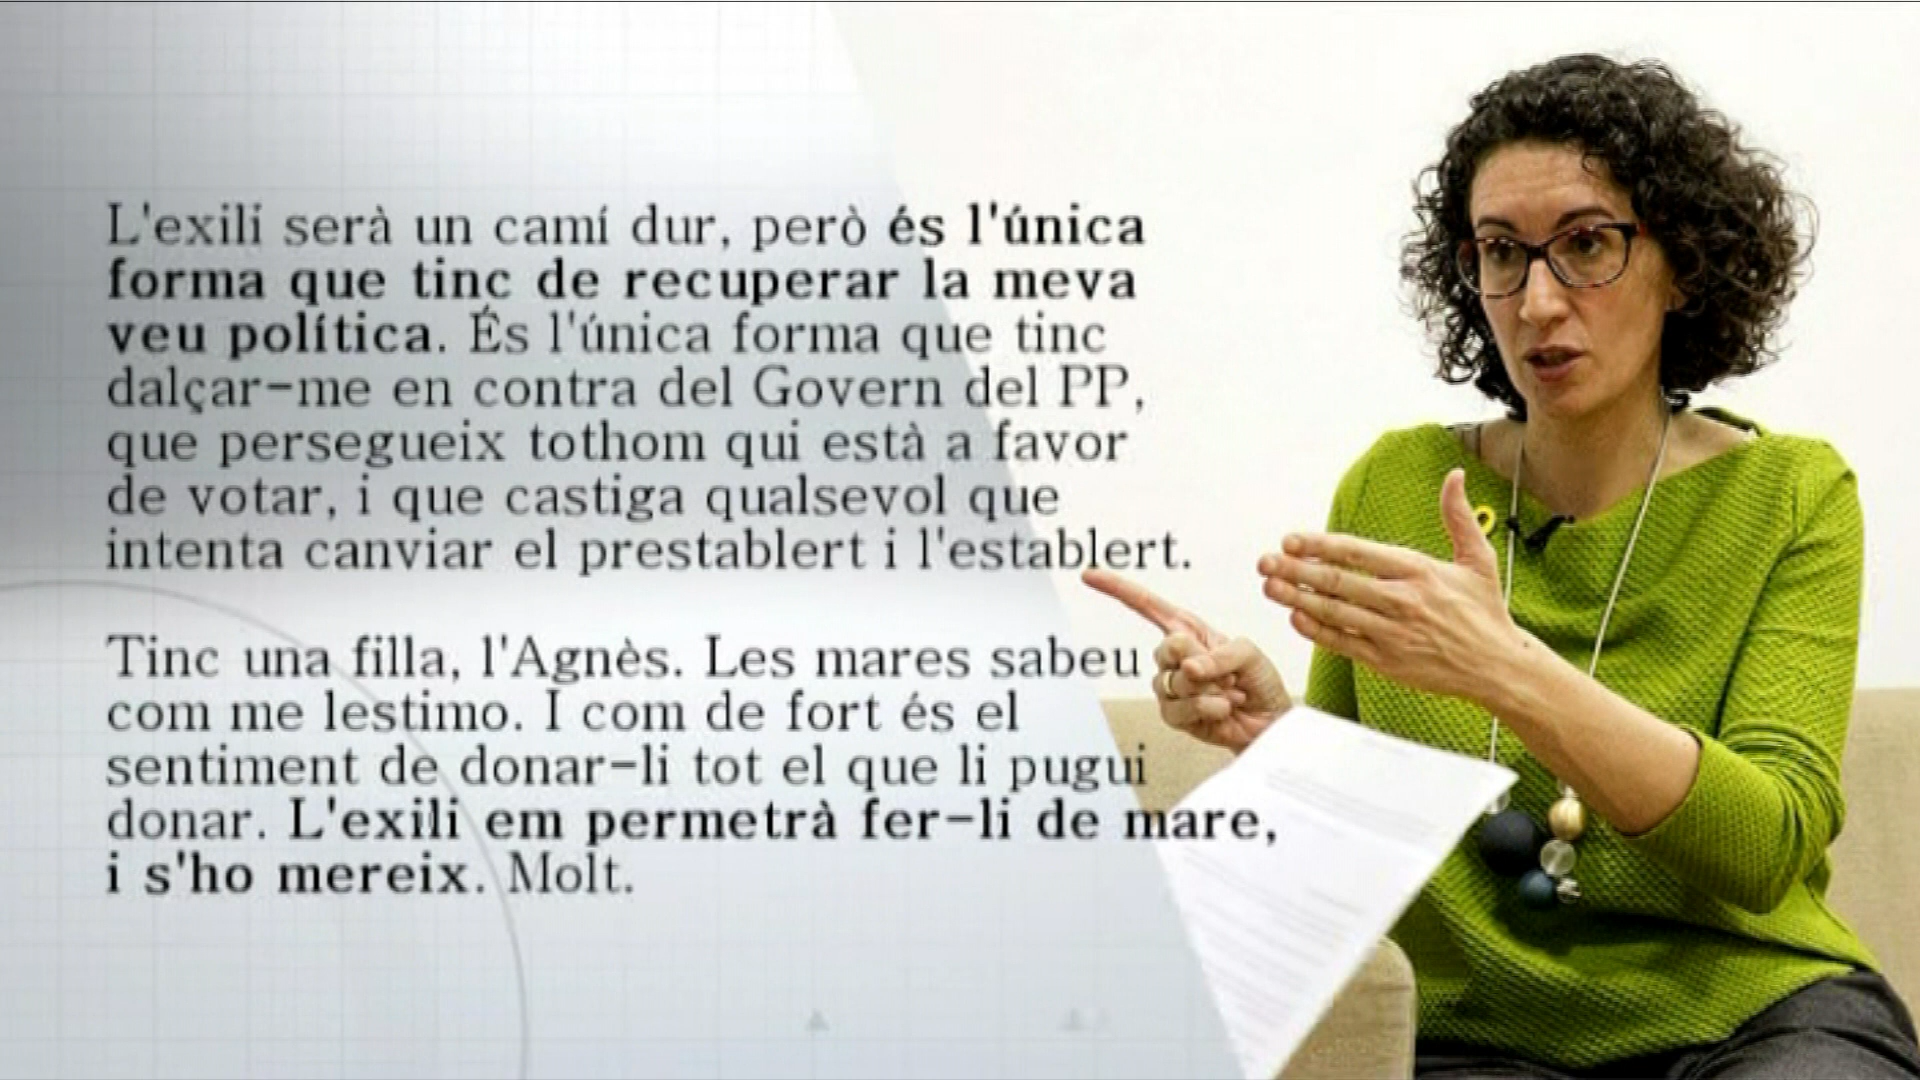 L'exili serà un camí dur, però és l'única
forma que tinc de recuperar la meva
veu política. És l'única forma que tinc
dalçar-me en contra del Govern del PP,
que persegueix tothom qui està a favor
de votar, i que castiga qualsevol que
intenta canviar el prestablert i l'establert.
Tinc una filla, l'Agnès. Les mares sabeu
com me lestimo. I com de fort és el
sentiment de donar-li tot el que li pugui
donar. L'exili em permetrà fer-li de mare,
i s'ho mereix. Molt.